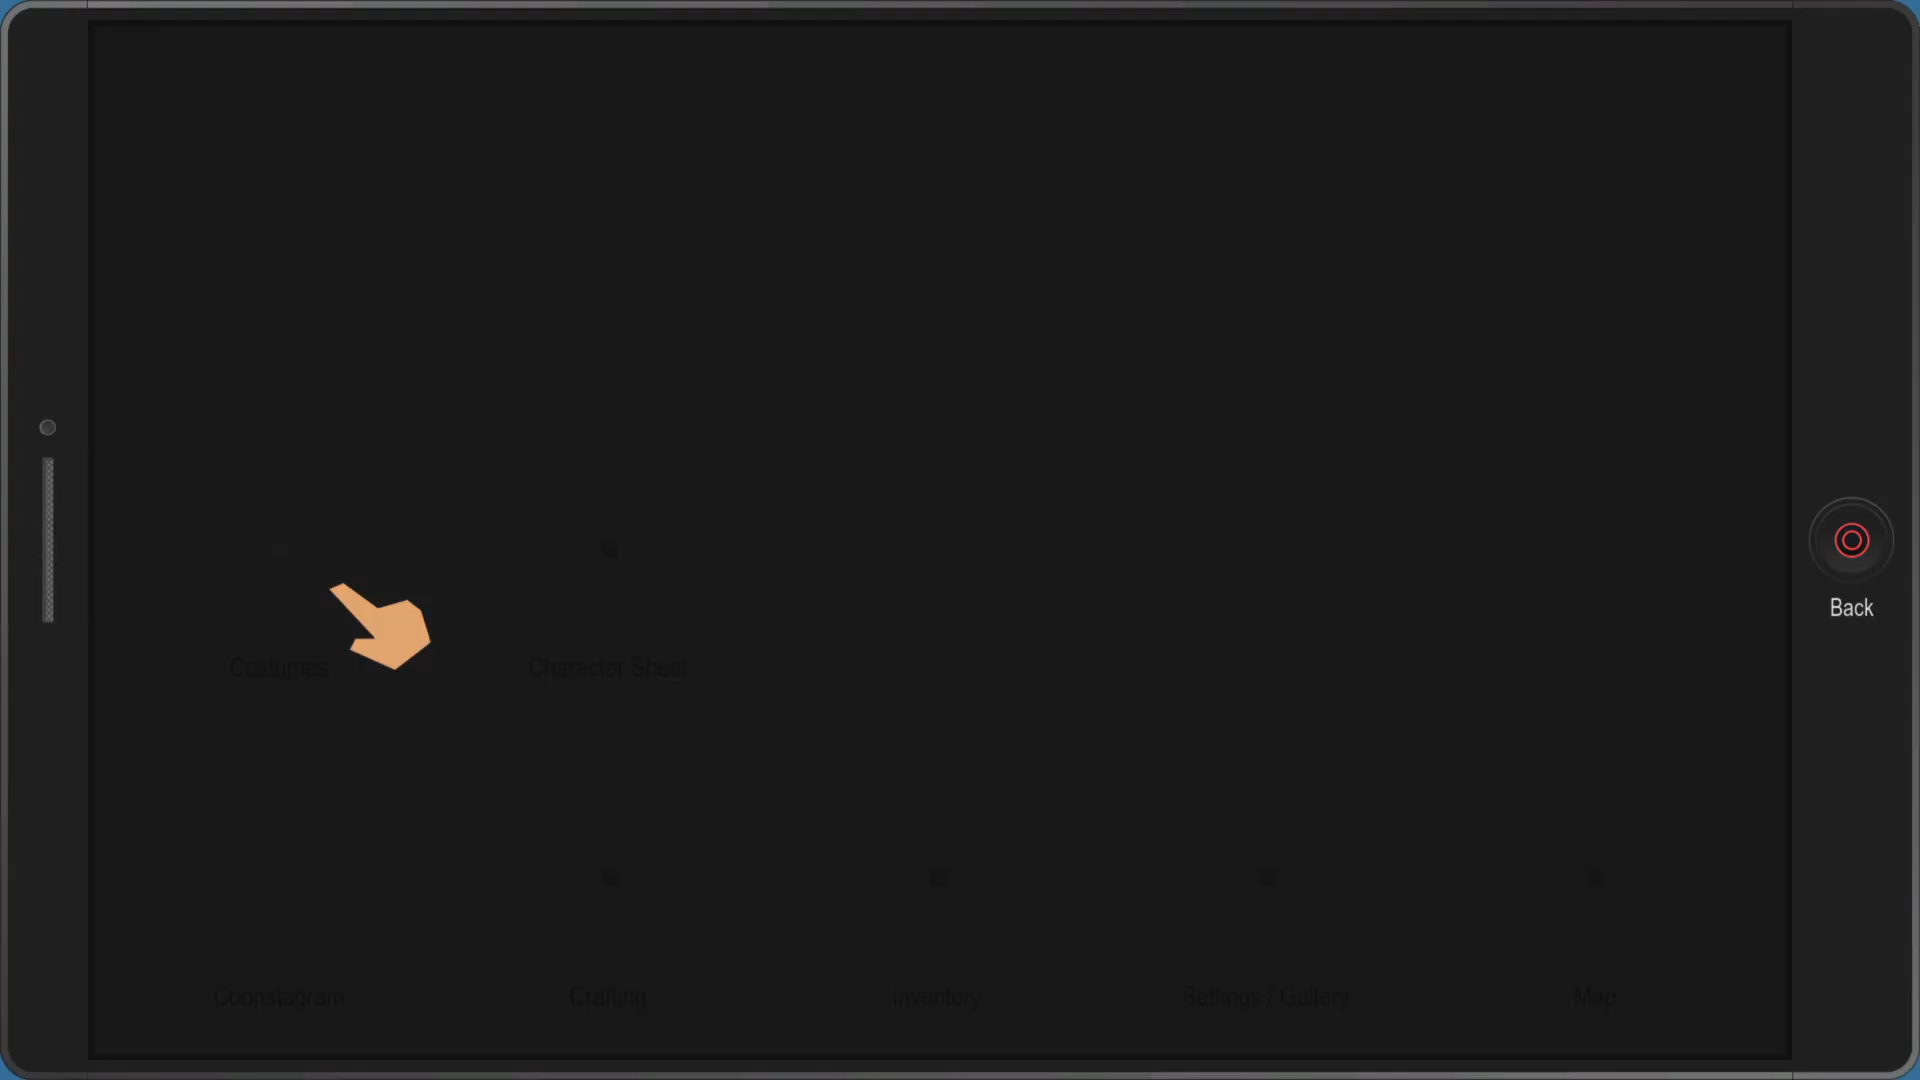 Back
Costumes
Character Sheet
Coonstagram
Crafting
Inventory
Settings / Gallery
Map